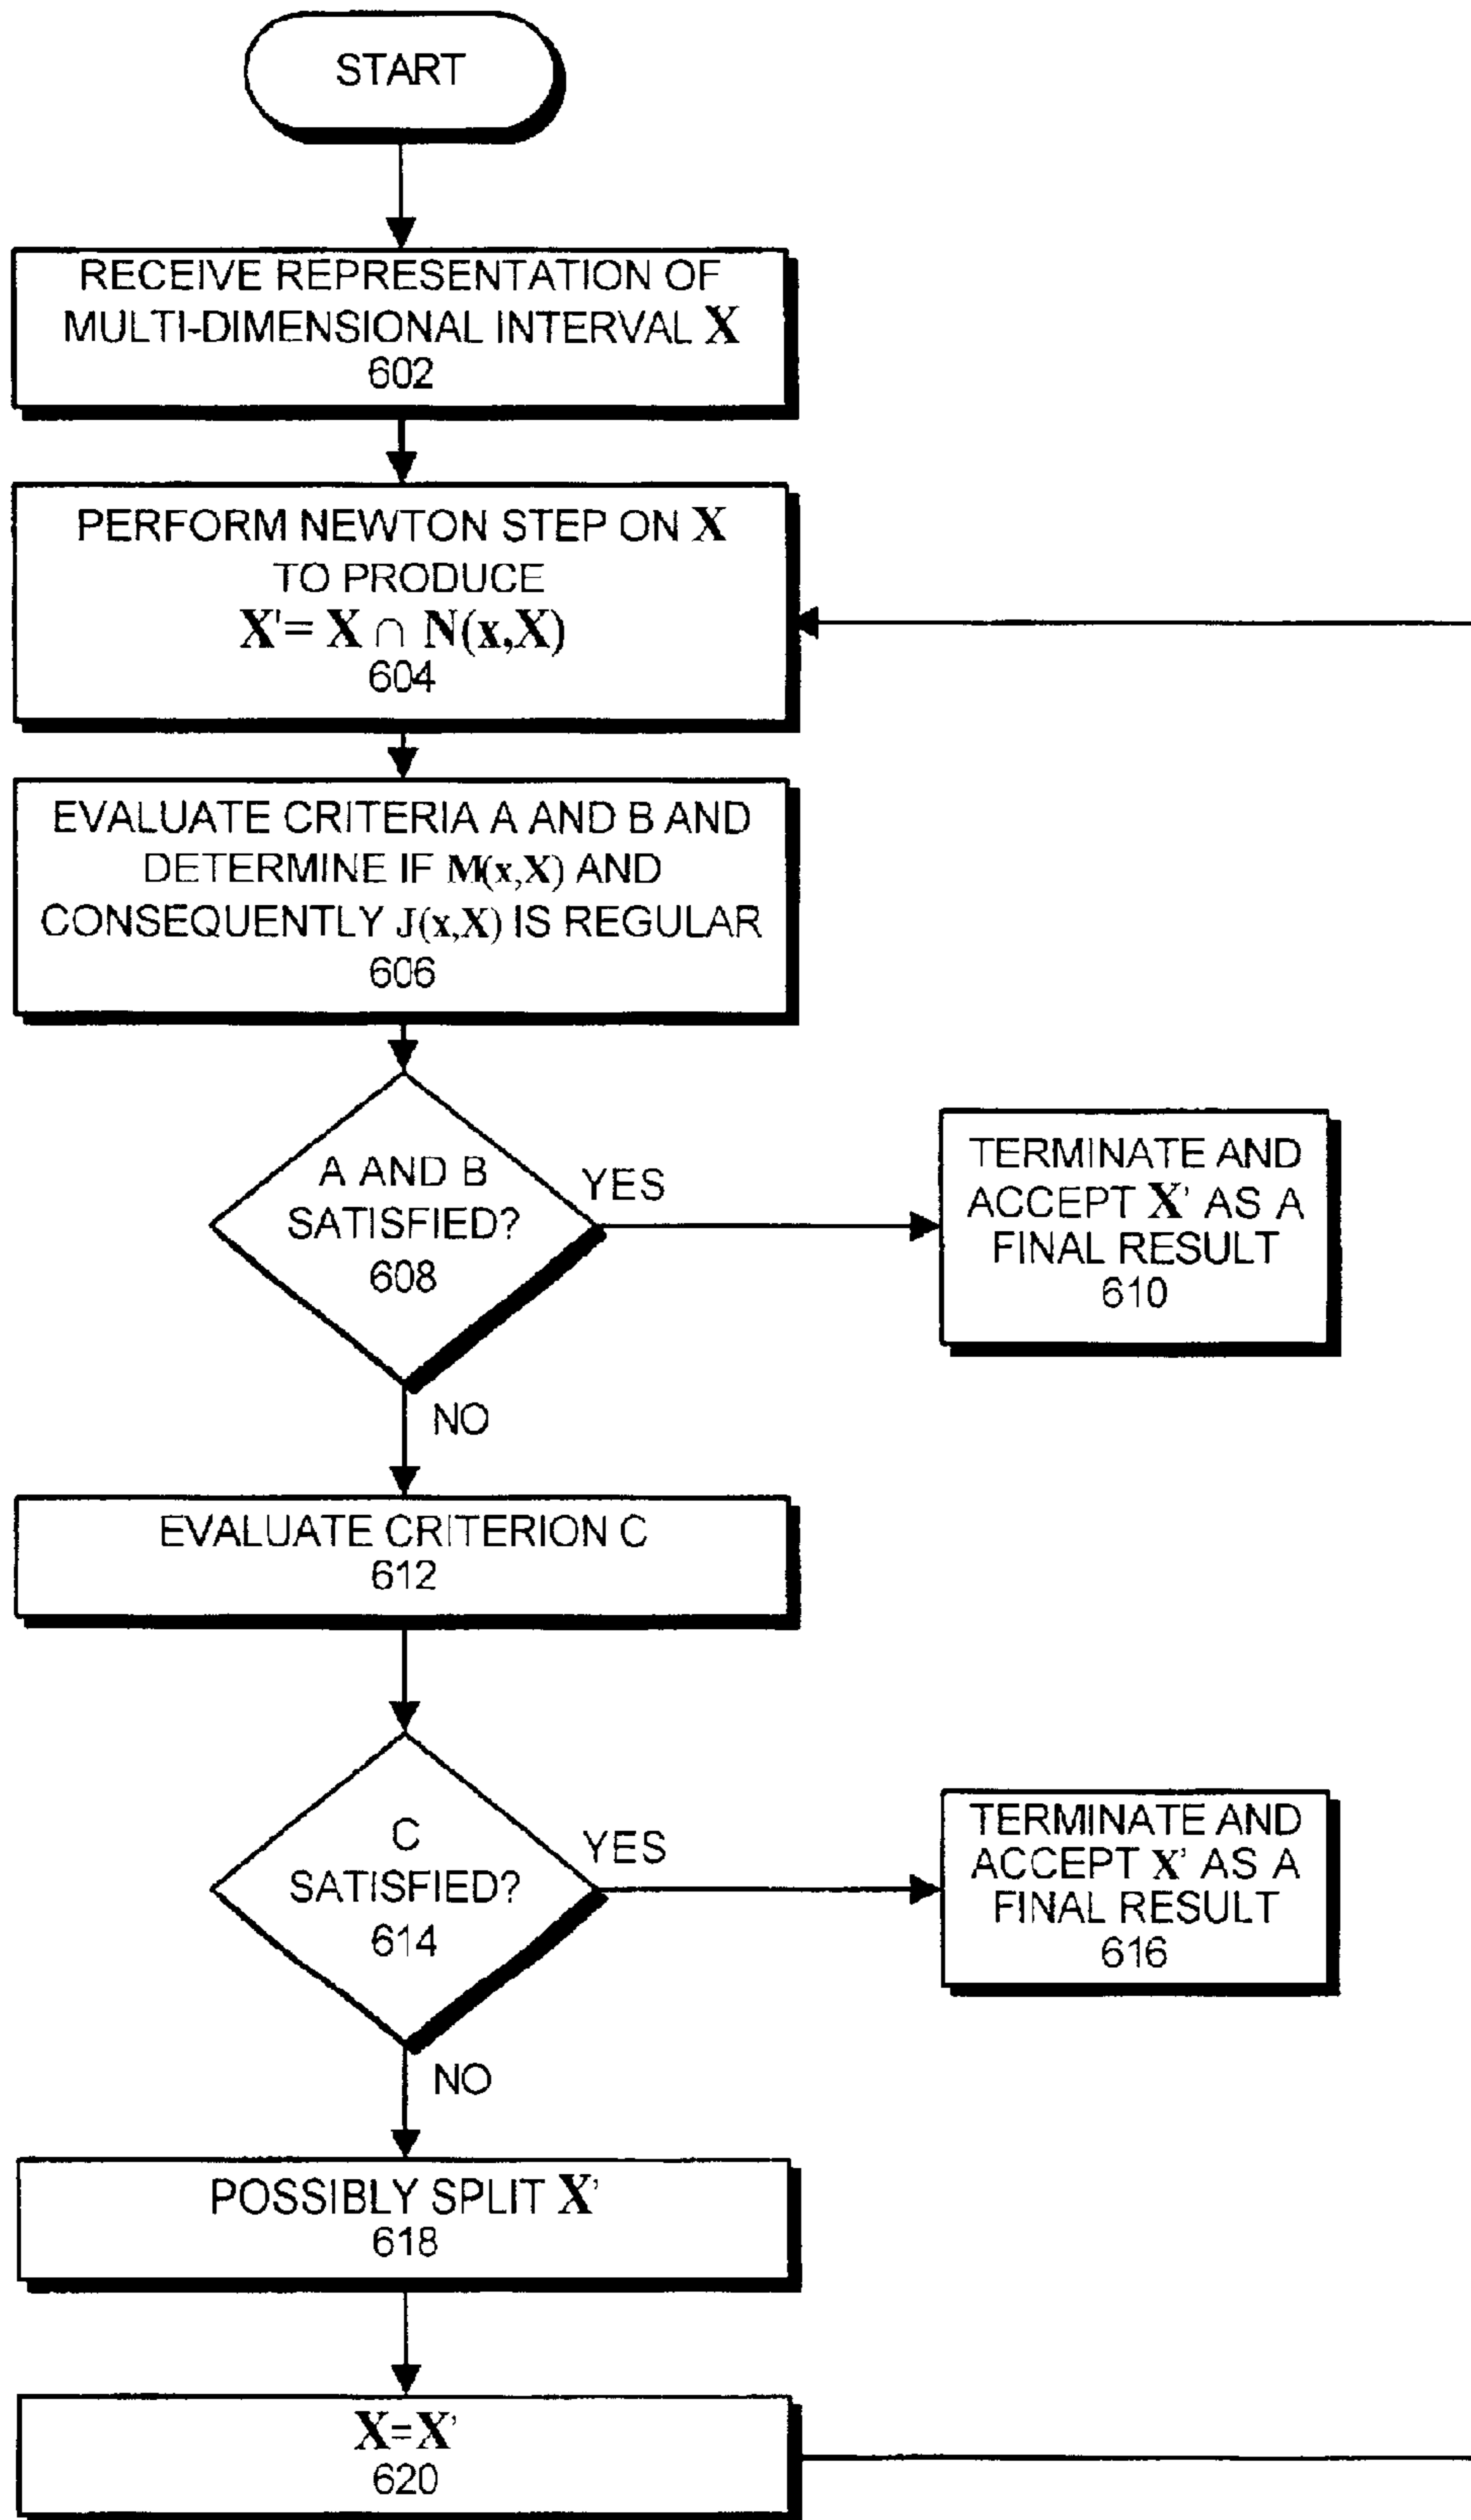 START
RECEIVE REPRESENTATION OF
MULTI-DIMENSIONAL INTERVAL X
602
PERFORM NEWTON STEP ON X
TO PRODUCE
X'= X ∩ N(x,X)
604
EVALUATE CRITERIA A AND B AND
DETERMINE IF M(x,X) AND
CONSEQUENTLY J(x,X) IS REGULAR
606
A AND B
SATISFIED?
608
YES
TERMINATE AND
ACCEPT X' AS A
FINAL RESULT
610
NO
EVALUATE CRITERION C
612
C
SATISFIED?
614
YES
TERMINATE AND
ACCEPT X' AS A
FINAL RESULT
616
NO
POSSIBLY SPLIT X'
618
X=X'
620